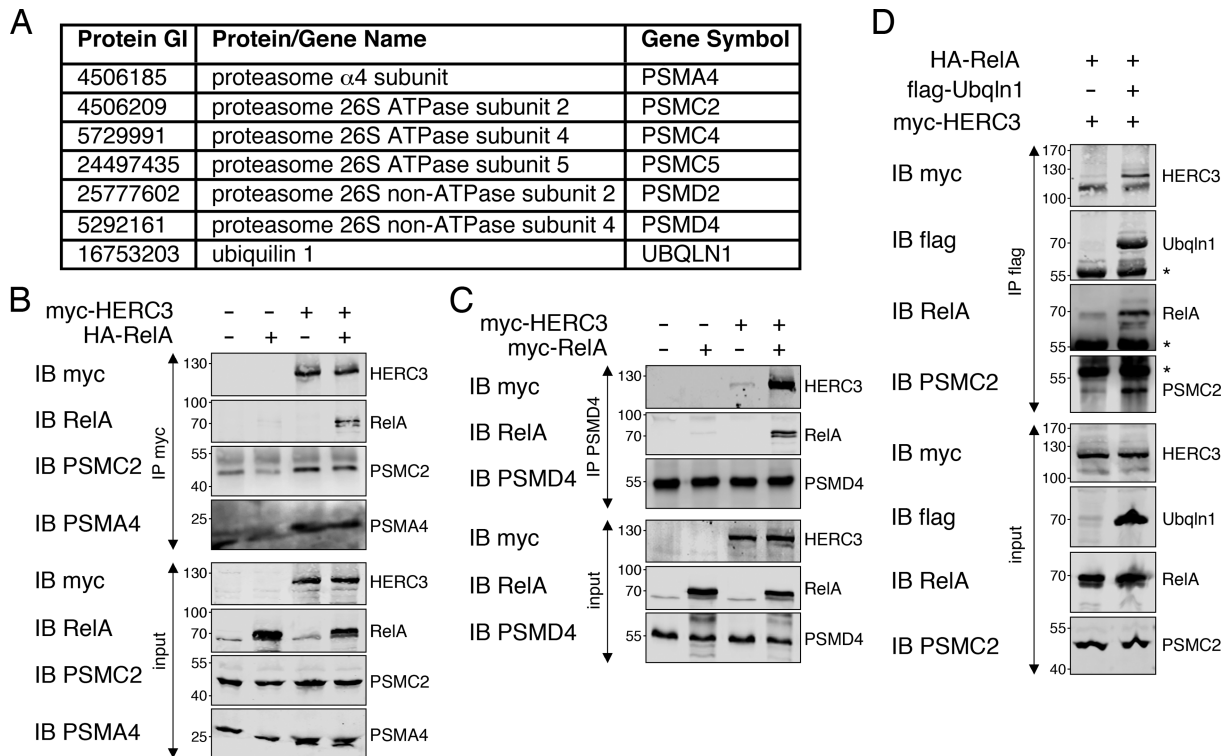 A
Protein GI Protein/Gene Name Gene Symbol
4506185 proteasome α4 subunit PSMA4
4506209 proteasome 26S ATPase subunit 2 PSMC2
5729991 proteasome 26S ATPase subunit 4 PSMC4
24497435 proteasome 26S ATPase subunit 5 PSMC5
25777602 proteasome 26S non-ATPase subunit 2 PSMD2
5292161 proteasome 26S non-ATPase subunit 4 PSMD4
16753203 ubiquilin 1 UBQLN1
B
myc-HERC3 – – + +
HA-RelA – + – +
IP myc
IB myc 130 HERC3
IB RelA 100 70 RelA
IB PSMC2 55 40 PSMC2
IB PSMA4 25 PSMA4
input
IB myc 130 HERC3
IB RelA 100 70 RelA
IB PSMC2 55 40 PSMC2
IB PSMA4 25 PSMA4
C
myc-HERC3 – – + +
myc-RelA – + – +
IP PSMD4
IB myc 130 HERC3
IB RelA 100 70 RelA
IB PSMD4 55 PSMD4
input
IB myc 130 HERC3
IB RelA 100 70 RelA
IB PSMD4 55 PSMD4
D
HA-RelA + +
flag-Ubqln1 – +
myc-HERC3 + +
IP flag
IB myc 170 130 100 HERC3
IB flag 70 55 Ubqln1 *
IB RelA 70 55 RelA *
IB PSMC2 55 * PSMC2
input
IB myc 170 130 100 HERC3
IB flag 70 Ubqln1
IB RelA 70 RelA
IB PSMC2 55 40 PSMC2